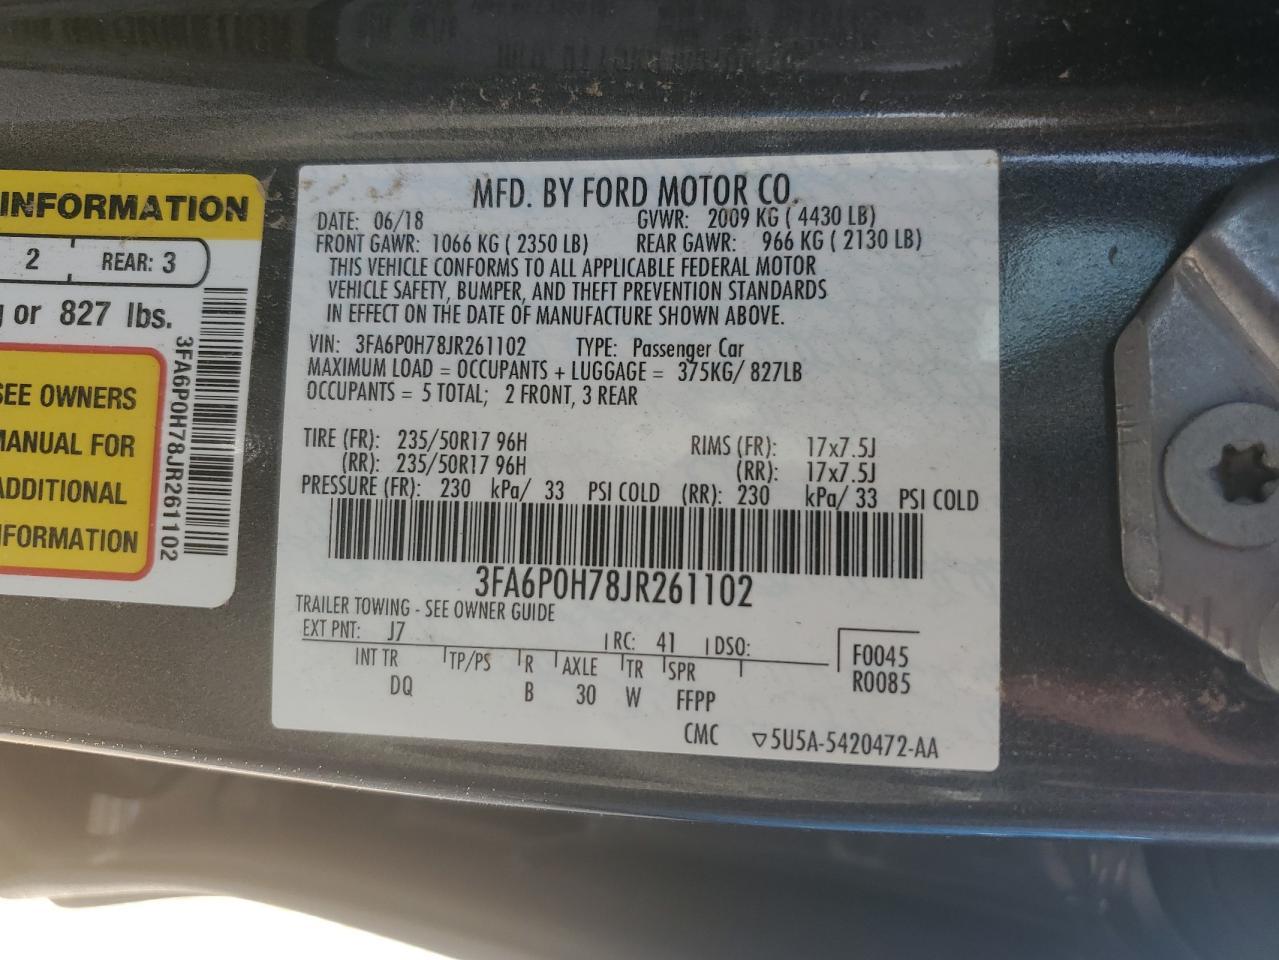 INFORMATION
2 REAR: 3
or 827 lbs.
SEE OWNERS
MANUAL FOR
ADDITIONAL
INFORMATION
3FA6P0H78JR261102
MFD. BY FORD MOTOR CO.
DATE: 06/18 GVWR: 2009 KG ( 4430 LB)
FRONT GAWR: 1066 KG ( 2350 LB) REAR GAWR: 966 KG ( 2130 LB)
THIS VEHICLE CONFORMS TO ALL APPLICABLE FEDERAL MOTOR
VEHICLE SAFETY, BUMPER, AND THEFT PREVENTION STANDARDS
IN EFFECT ON THE DATE OF MANUFACTURE SHOWN ABOVE.
VIN: 3FA6P0H78JR261102 TYPE: Passenger Car
MAXIMUM LOAD = OCCUPANTS + LUGGAGE = 375KG/ 827LB
OCCUPANTS = 5 TOTAL; 2 FRONT, 3 REAR
TIRE (FR): 235/50R17 96H RIMS (FR): 17x7.5J
(RR): 235/50R17 96H (RR): 17x7.5J
PRESSURE (FR): 230 kPa/ 33 PSI COLD (RR): 230 kPa/ 33 PSI COLD
3FA6P0H78JR261102
TRAILER TOWING - SEE OWNER GUIDE
EXT PNT: J7 RC: 41 DSO:
INT TR TP/PS R AXLE TR SPR F0045
DQ B 30 W FFPP R0085
CMC ▽5U5A-5420472-AA